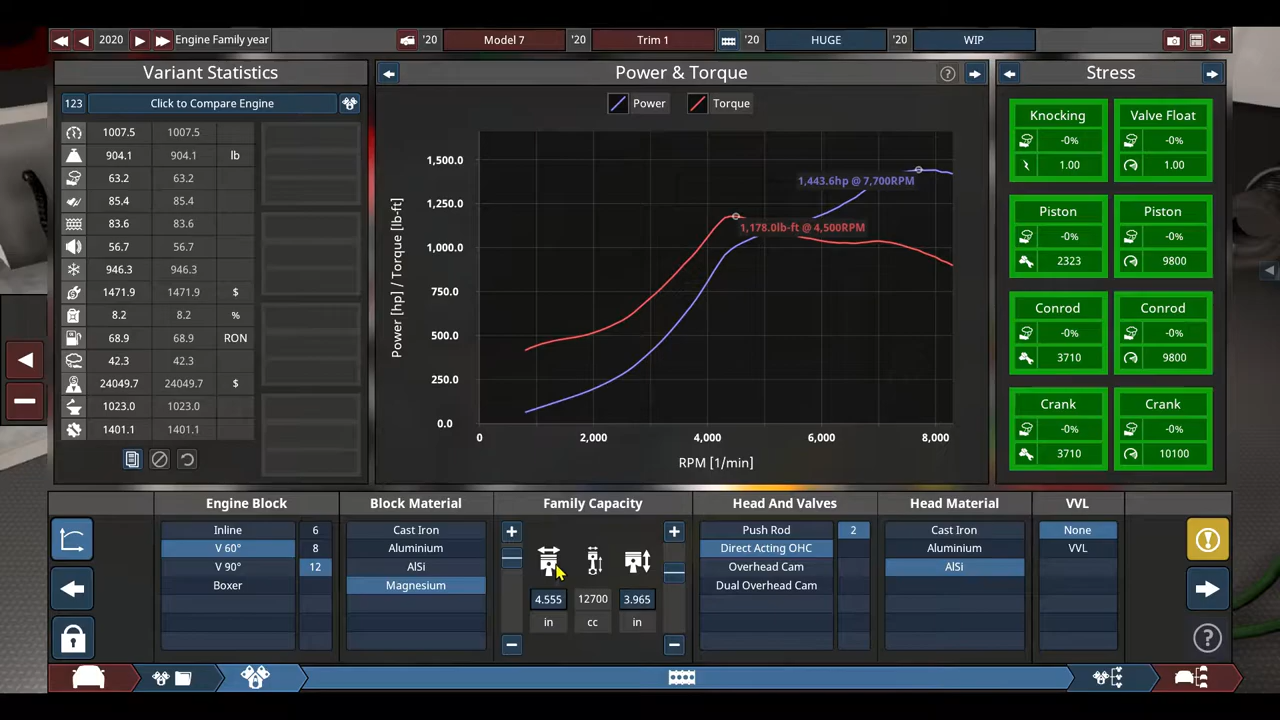 2020 Engine Family year '20 Model 7 '20 Trim 1 '20 HUGE '20 WIP
Variant Statistics
123 Click to Compare Engine
1007.5 1007.5
904.1 904.1 lb
63.2 63.2
85.4 85.4
83.6 83.6
56.7 56.7
946.3 946.3
1471.9 1471.9 $
8.2 8.2 %
68.9 68.9 RON
42.3 42.3
24049.7 24049.7 $
1023.0 1023.0
1401.1 1401.1
Power & Torque ?
Power Torque
Power [hp] / Torque [lb-ft]
1,500.0
1,250.0
1,000.0
750.0
500.0
250.0
0.0
1,443.6hp @ 7,700RPM
1,178.0lb-ft @ 4,500RPM
0 2,000 4,000 6,000 8,000
RPM [1/min]
Stress
Knocking Valve Float
-0% -0%
1.00 1.00
Piston Piston
-0% -0%
2323 9800
Conrod Conrod
-0% -0%
3710 9800
Crank Crank
-0% -0%
3710 10100
Engine Block
Inline 6
V 60° 8
V 90° 12
Boxer
Block Material
Cast Iron
Aluminium
AlSi
Magnesium
Family Capacity
+ +
4.555 12700 3.965
in cc in
Head And Valves
Push Rod 2
Direct Acting OHC
Overhead Cam
Dual Overhead Cam
Head Material
Cast Iron
Aluminium
AlSi
VVL
None
VVL
?